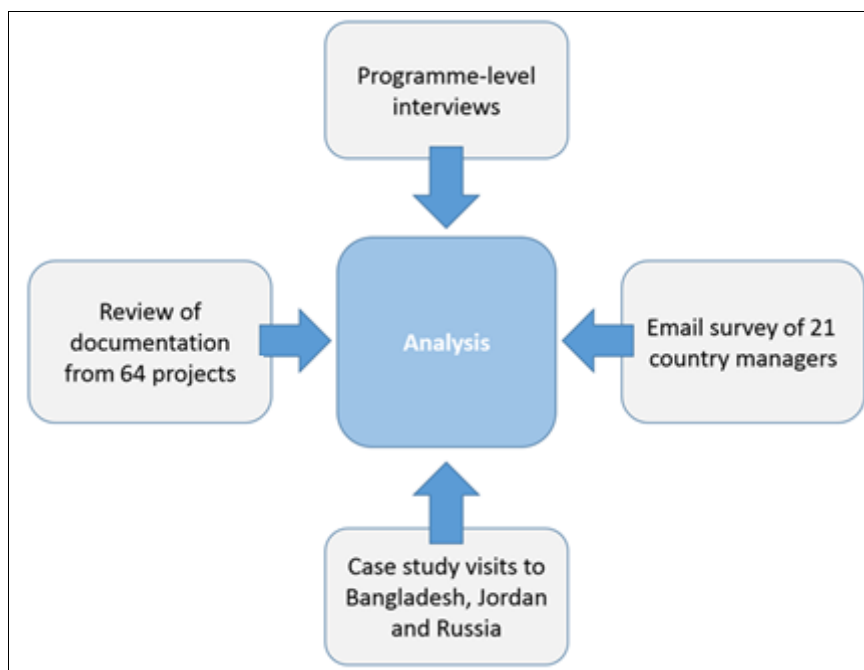 Programme-level
interviews
Review of
documentation
from 64 projects
Analysis
Email survey of 21
country managers
Case study visits to
Bangladesh, Jordan
and Russia